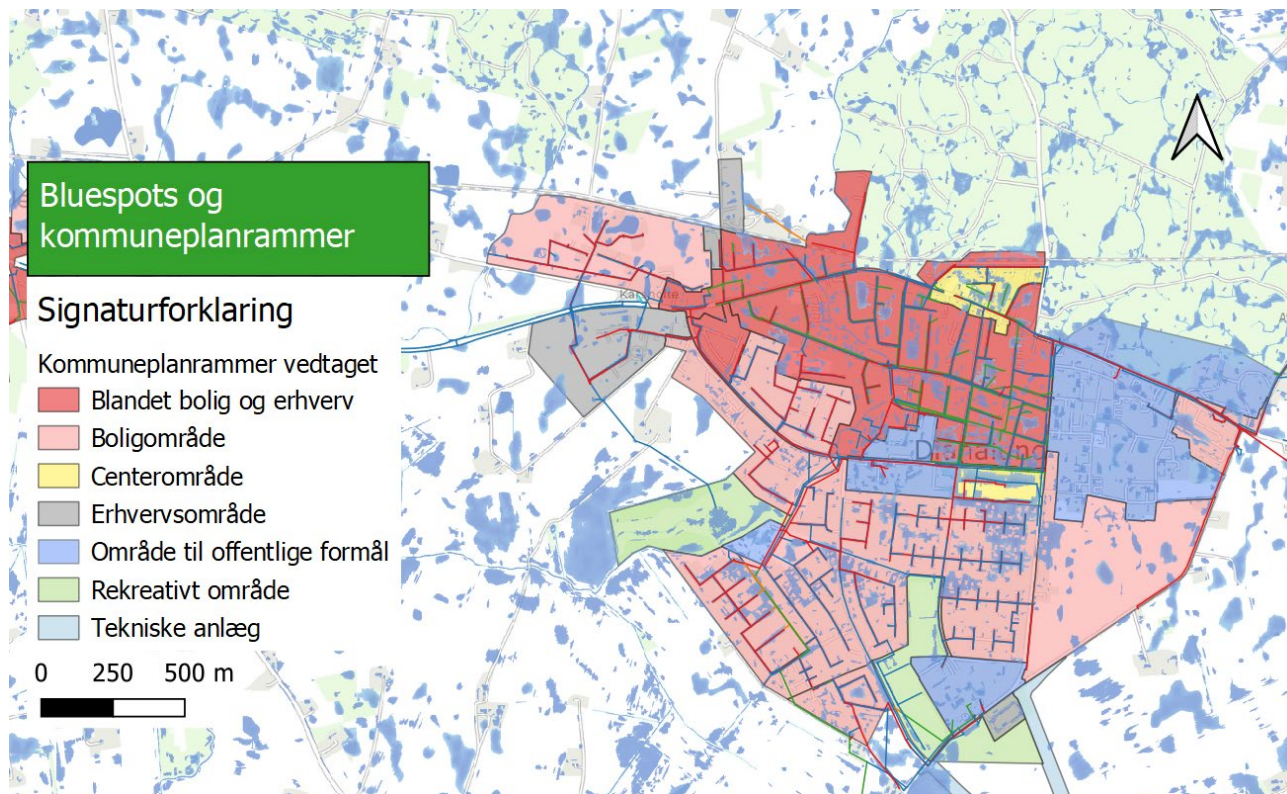 Bluespots og
kommuneplanrammer
Signaturforklaring
Kommuneplanrammer vedtaget
Blandet bolig og erhverv
Boligområde
Centerområde
Erhvervsområde
Område til offentlige formål
Rekreativt område
Tekniske anlæg
0 250 500 m